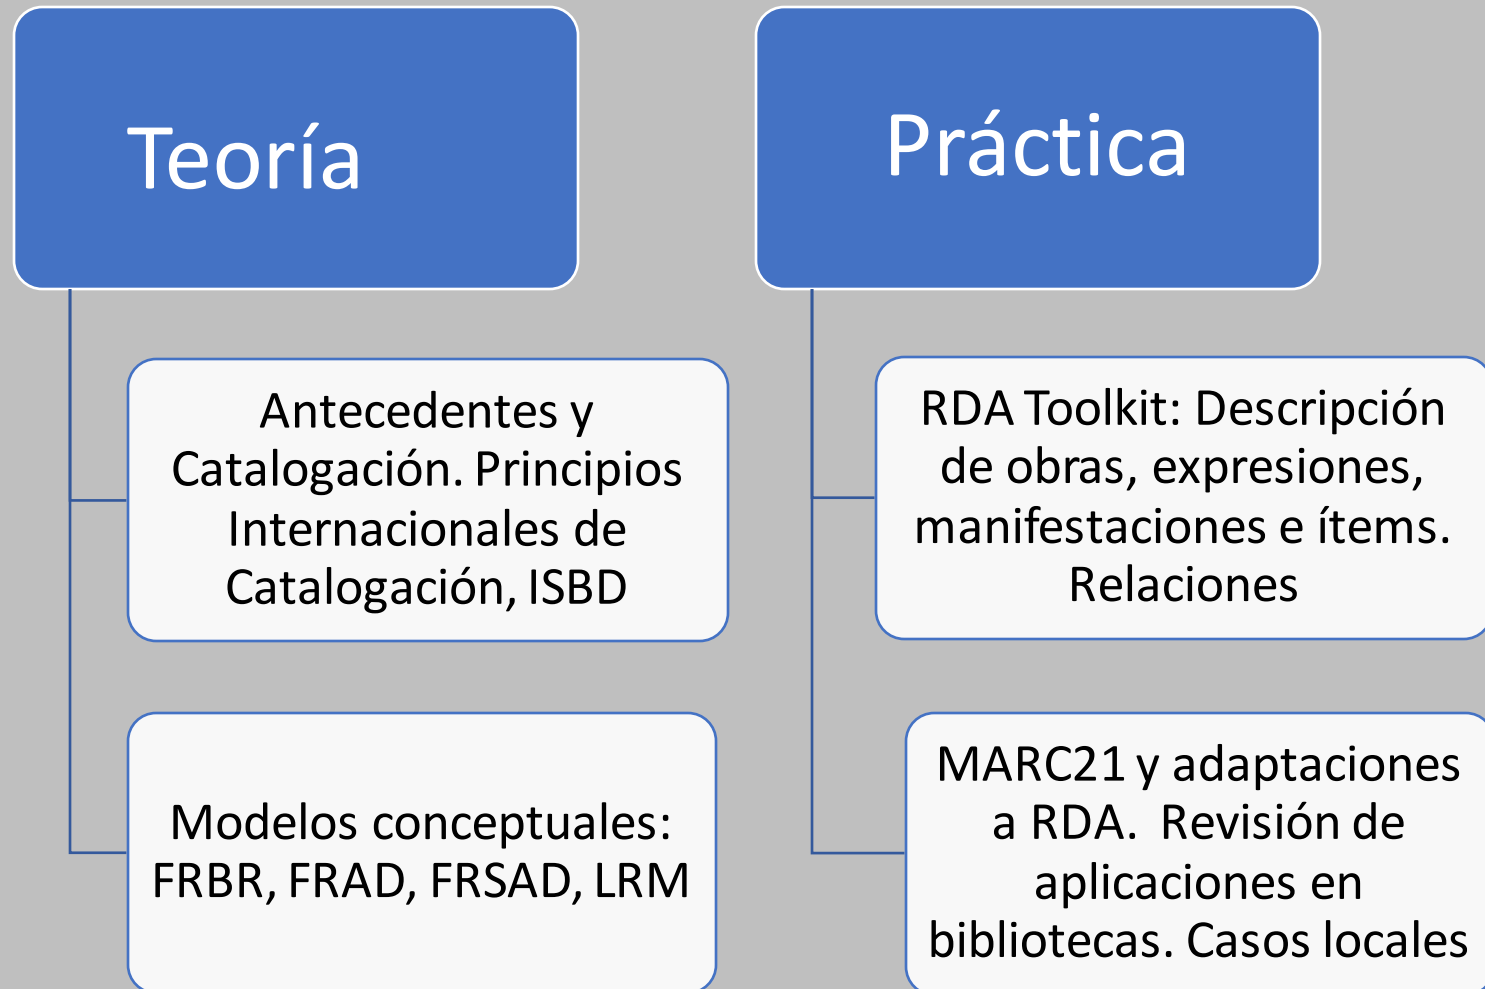 Teoría
Antecedentes y
Catalogación. Principios
Internacionales de
Catalogación, ISBD
Modelos conceptuales:
FRBR, FRAD, FRSAD, LRM
Práctica
RDA Toolkit: Descripción
de obras, expresiones,
manifestaciones e ítems.
Relaciones
MARC21 y adaptaciones
a RDA.  Revisión de
aplicaciones en
bibliotecas. Casos locales